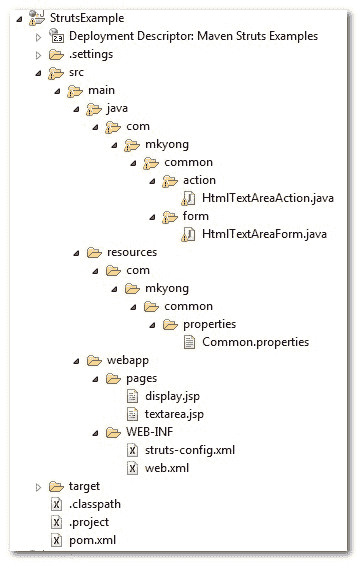 StrutsExample
Deployment Descriptor: Maven Struts Examples
.settings
src
main
java
com
mkyong
common
action
HtmlTextAreaAction.java
form
HtmlTextAreaForm.java
resources
com
mkyong
common
properties
Common.properties
webapp
pages
display.jsp
textarea.jsp
WEB-INF
struts-config.xml
web.xml
target
.classpath
.project
pom.xml